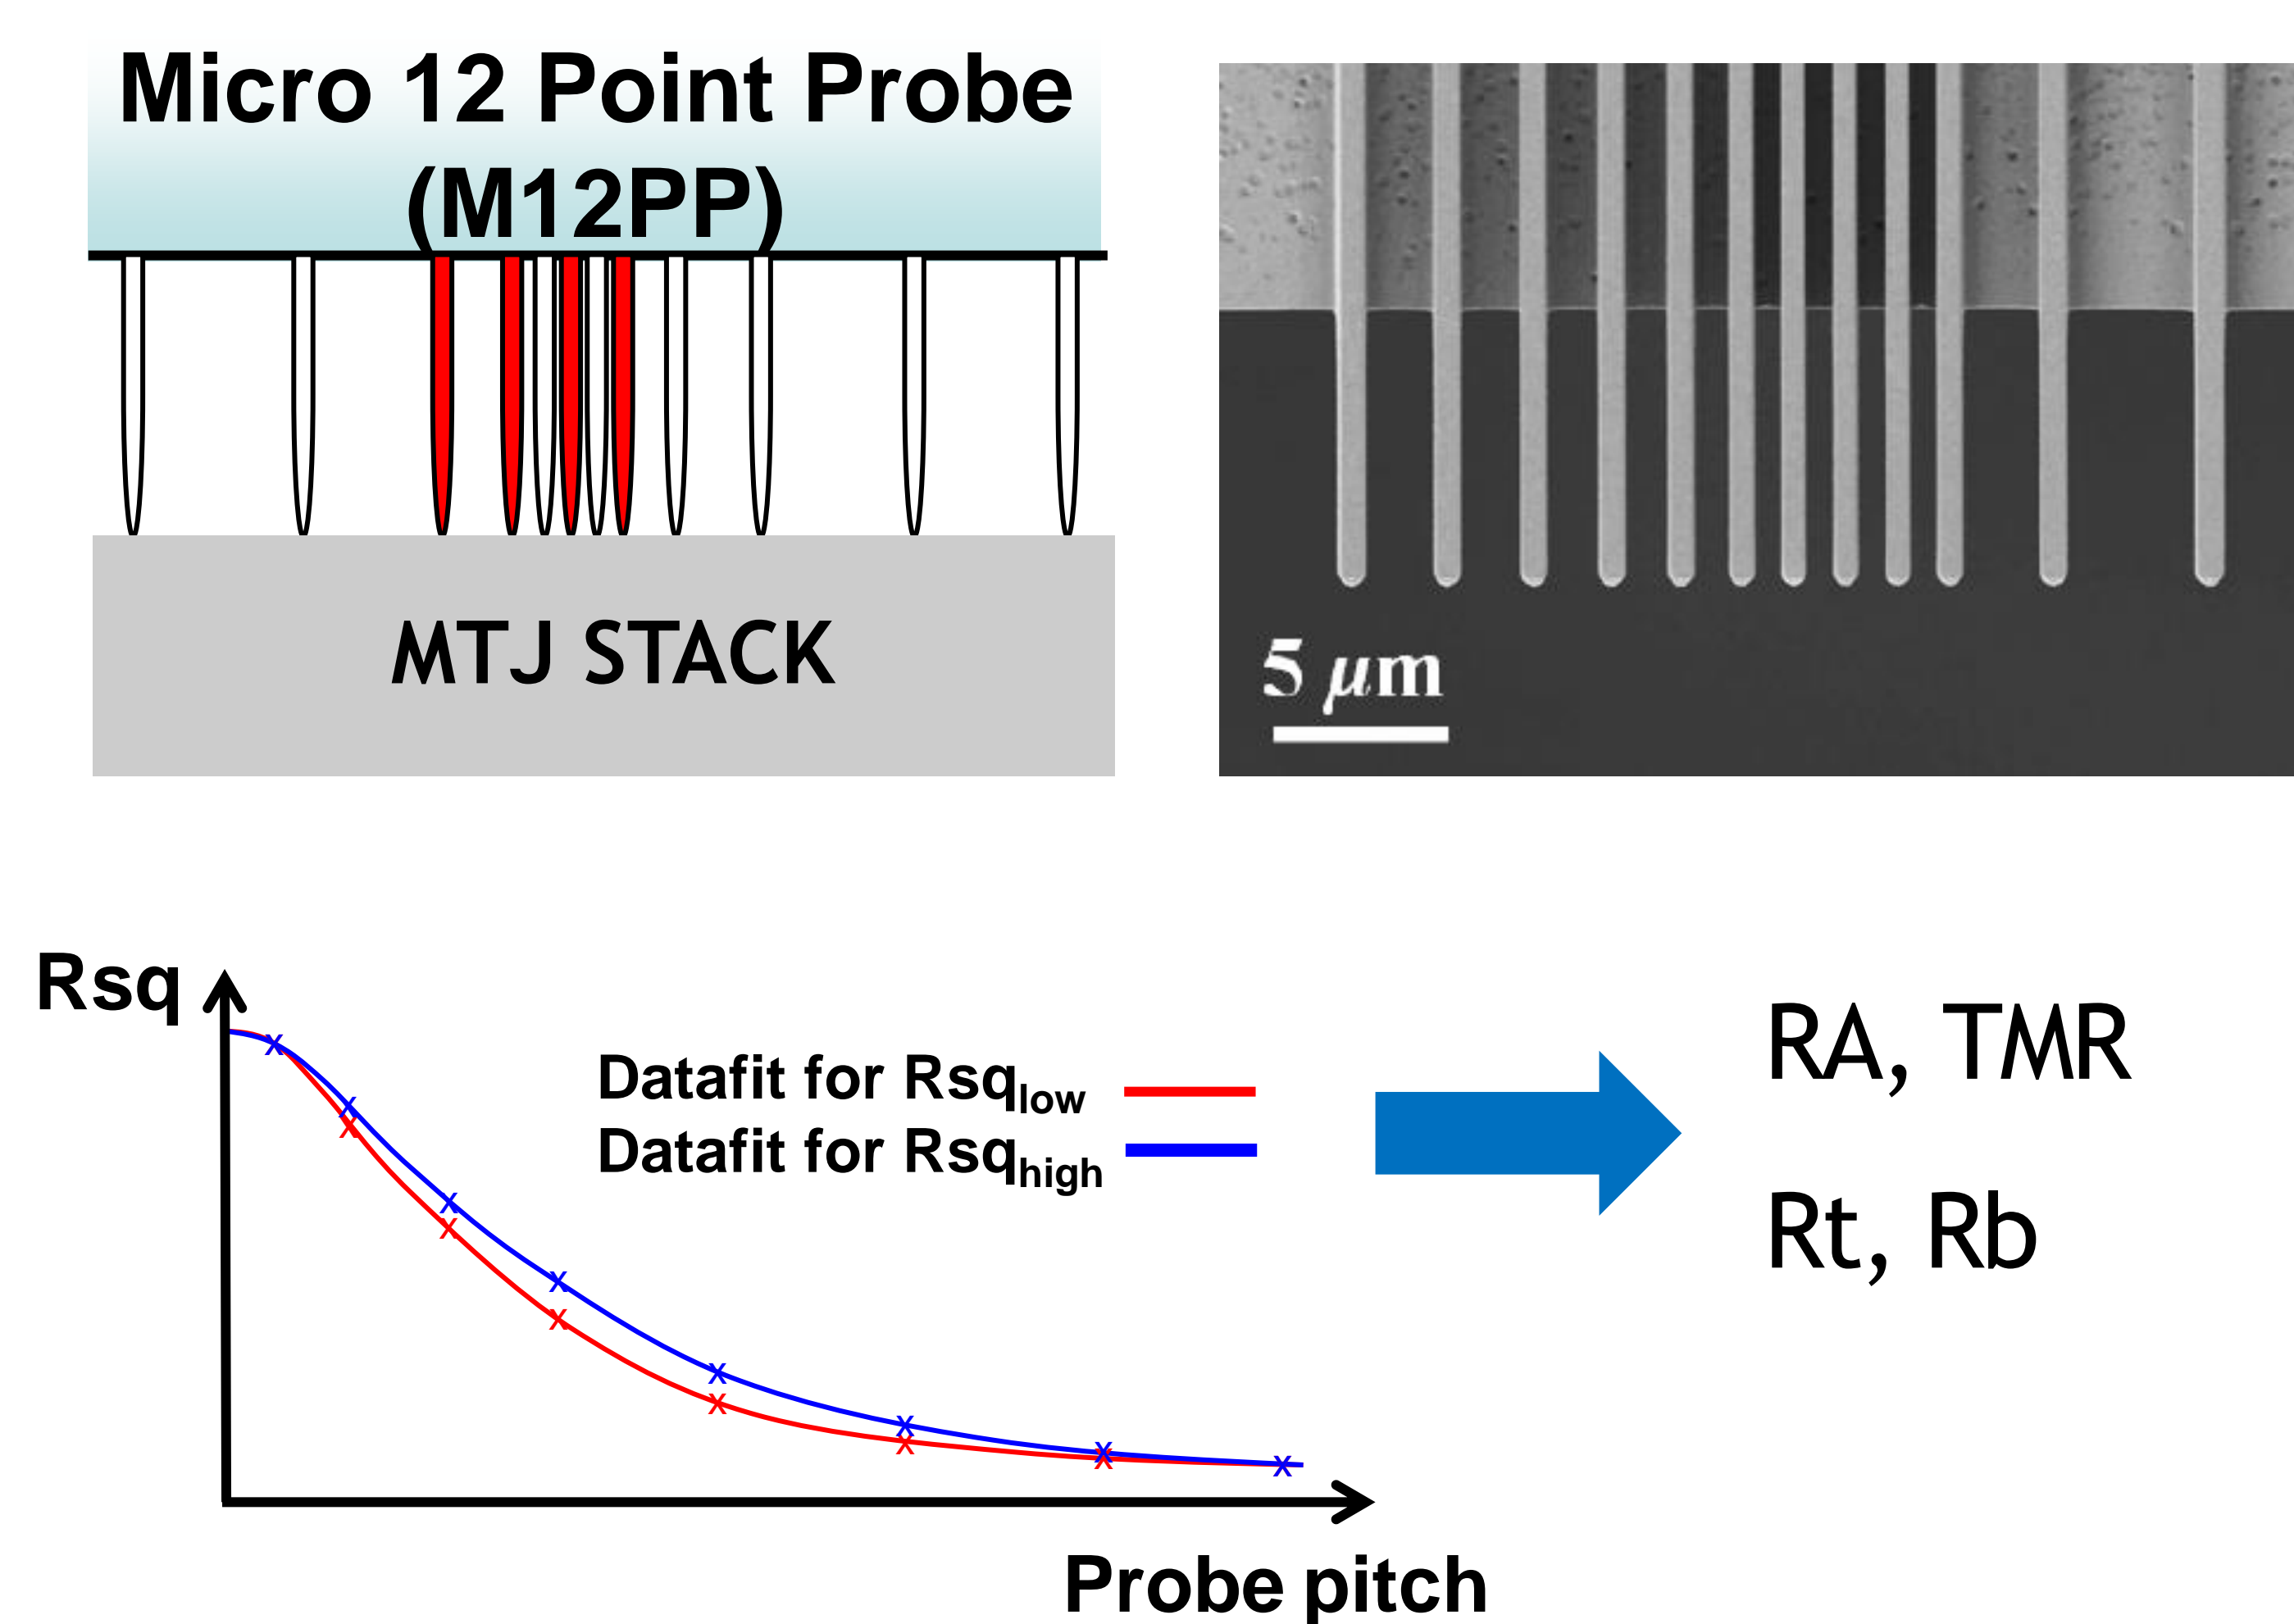 Micro 12 Point Probe
(M12PP)
MTJ STACK
5 μm
Rsq
Datafit for Rsqlow
Datafit for Rsqhigh
RA, TMR
Rt, Rb
Probe pitch